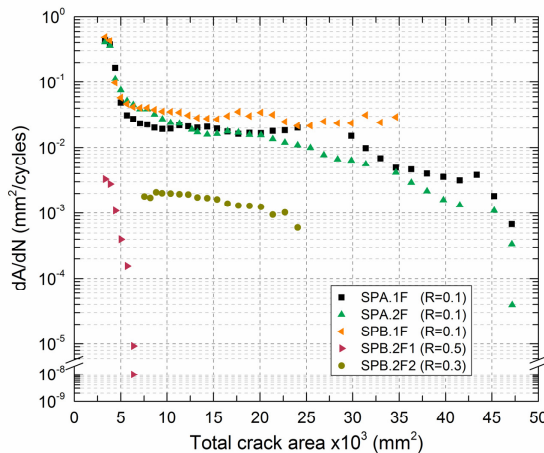 10⁰
10⁻¹
10⁻²
10⁻³
10⁻⁴
10⁻⁵
10⁻⁸
10⁻⁹
dA/dN (mm²/cycles)
SPA.1F (R=0.1)
SPA.2F (R=0.1)
SPB.1F (R=0.1)
SPB.2F1 (R=0.5)
SPB.2F2 (R=0.3)
0 5 10 15 20 25 30 35 40 45 50
Total crack area x10³ (mm²)